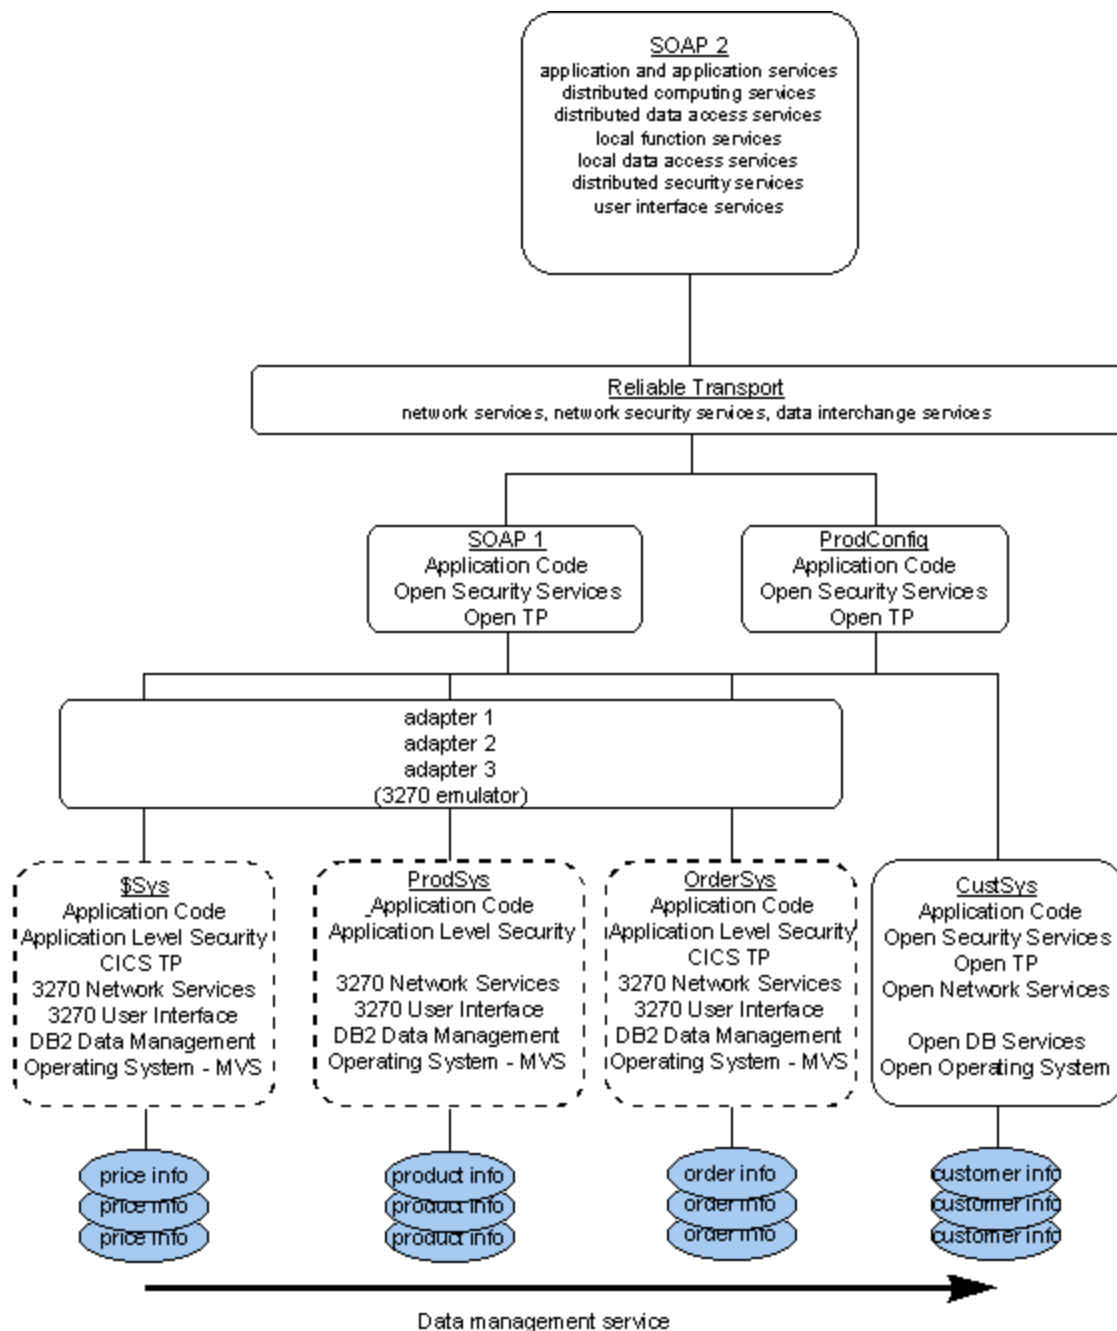 SOAP 2
application and application services
distributed computing services
distributed data access services
local function services
local data access services
distributed security services
user interface services
Reliable Transport
network services, network security services, data interchange services
SOAP 1
Application Code
Open Security Services
Open TP
ProdConfig
Application Code
Open Security Services
Open TP
adapter 1
adapter 2
adapter 3
(3270 emulator)
$Sys
Application Code
Application Level Security
CICS TP
3270 Network Services
3270 User Interface
DB2 Data Management
Operating System - MVS
ProdSys
Application Code
Application Level Security
3270 Network Services
3270 User Interface
DB2 Data Management
Operating System - MVS
OrderSys
Application Code
Application Level Security
CICS TP
3270 Network Services
3270 User Interface
DB2 Data Management
Operating System - MVS
CustSys
Application Code
Open Security Services
Open TP
Open Network Services
Open DB Services
Open Operating System
price info
price info
price info
product info
product info
product info
order info
order info
order info
customer info
customer info
customer info
Data management service